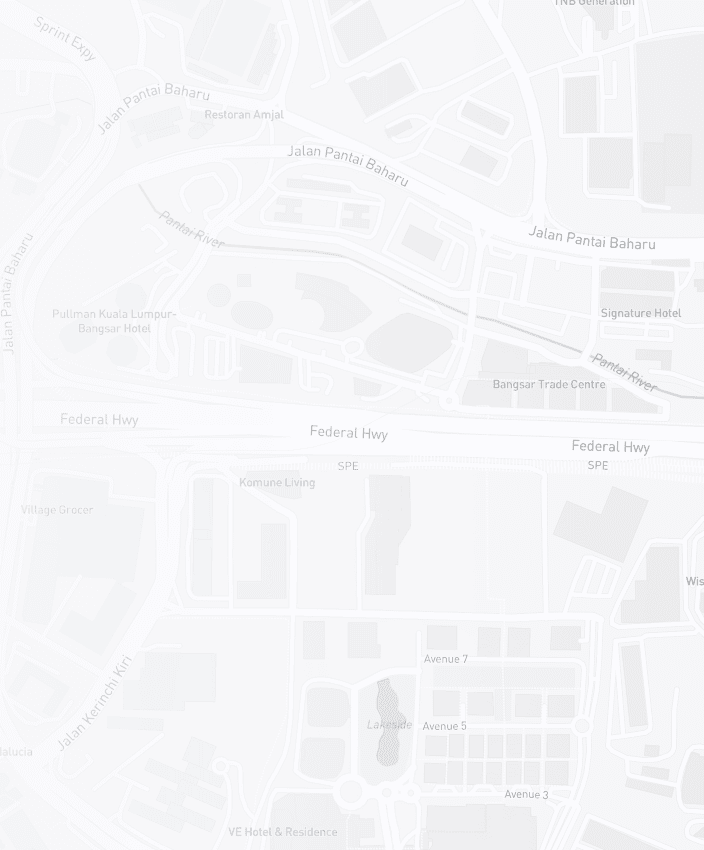 TNB Generation
Sprint Expy
Jalan Pantai Baharu
Restoran Amjal
Jalan Pantai Baharu
Pantai River
Jalan Pantai Baharu
Jalan Pantai Baharu
Pullman Kuala Lumpur-
Bangsar Hotel
Signature Hotel
Pantai River
Bangsar Trade Centre
Federal Hwy
Federal Hwy
Federal Hwy
SPE
SPE
Komune Living
Village Grocer
Wis
Avenue 7
Jalan Kerinchi Kiri
Lakeside
Avenue 5
alucia
Avenue 3
VE Hotel & Residence